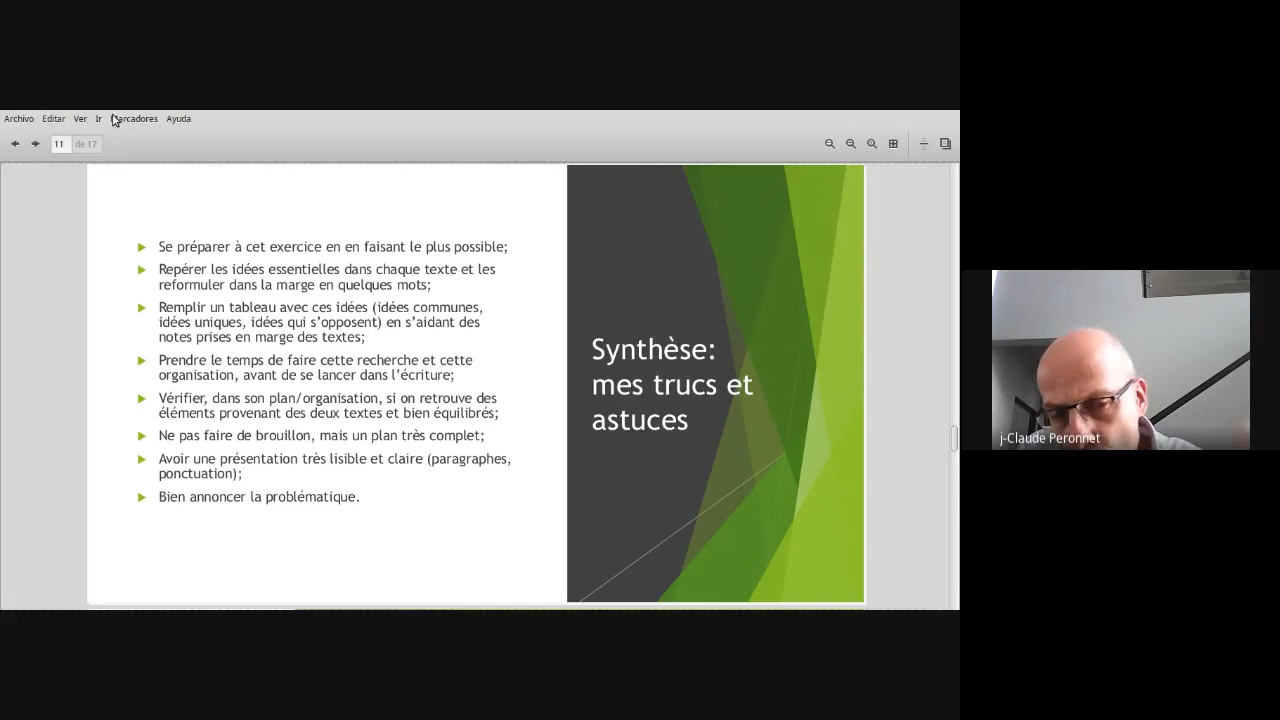 Archivo Editar Ver Ir Marcadores Ayuda
11 de 17
Se préparer à cet exercice en en faisant le plus possible;
Repérer les idées essentielles dans chaque texte et les
reformuler dans la marge en quelques mots;
Remplir un tableau avec ces idées (idées communes,
idées uniques, idées qui s’opposent) en s’aidant des
notes prises en marge des textes;
Prendre le temps de faire cette recherche et cette
organisation, avant de se lancer dans l’écriture;
Vérifier, dans son plan/organisation, si on retrouve des
éléments provenant des deux textes et bien équilibrés;
Ne pas faire de brouillon, mais un plan très complet;
Avoir une présentation très lisible et claire (paragraphes,
ponctuation);
Bien annoncer la problématique.
Synthèse:
mes trucs et
astuces
j-Claude Peronnet